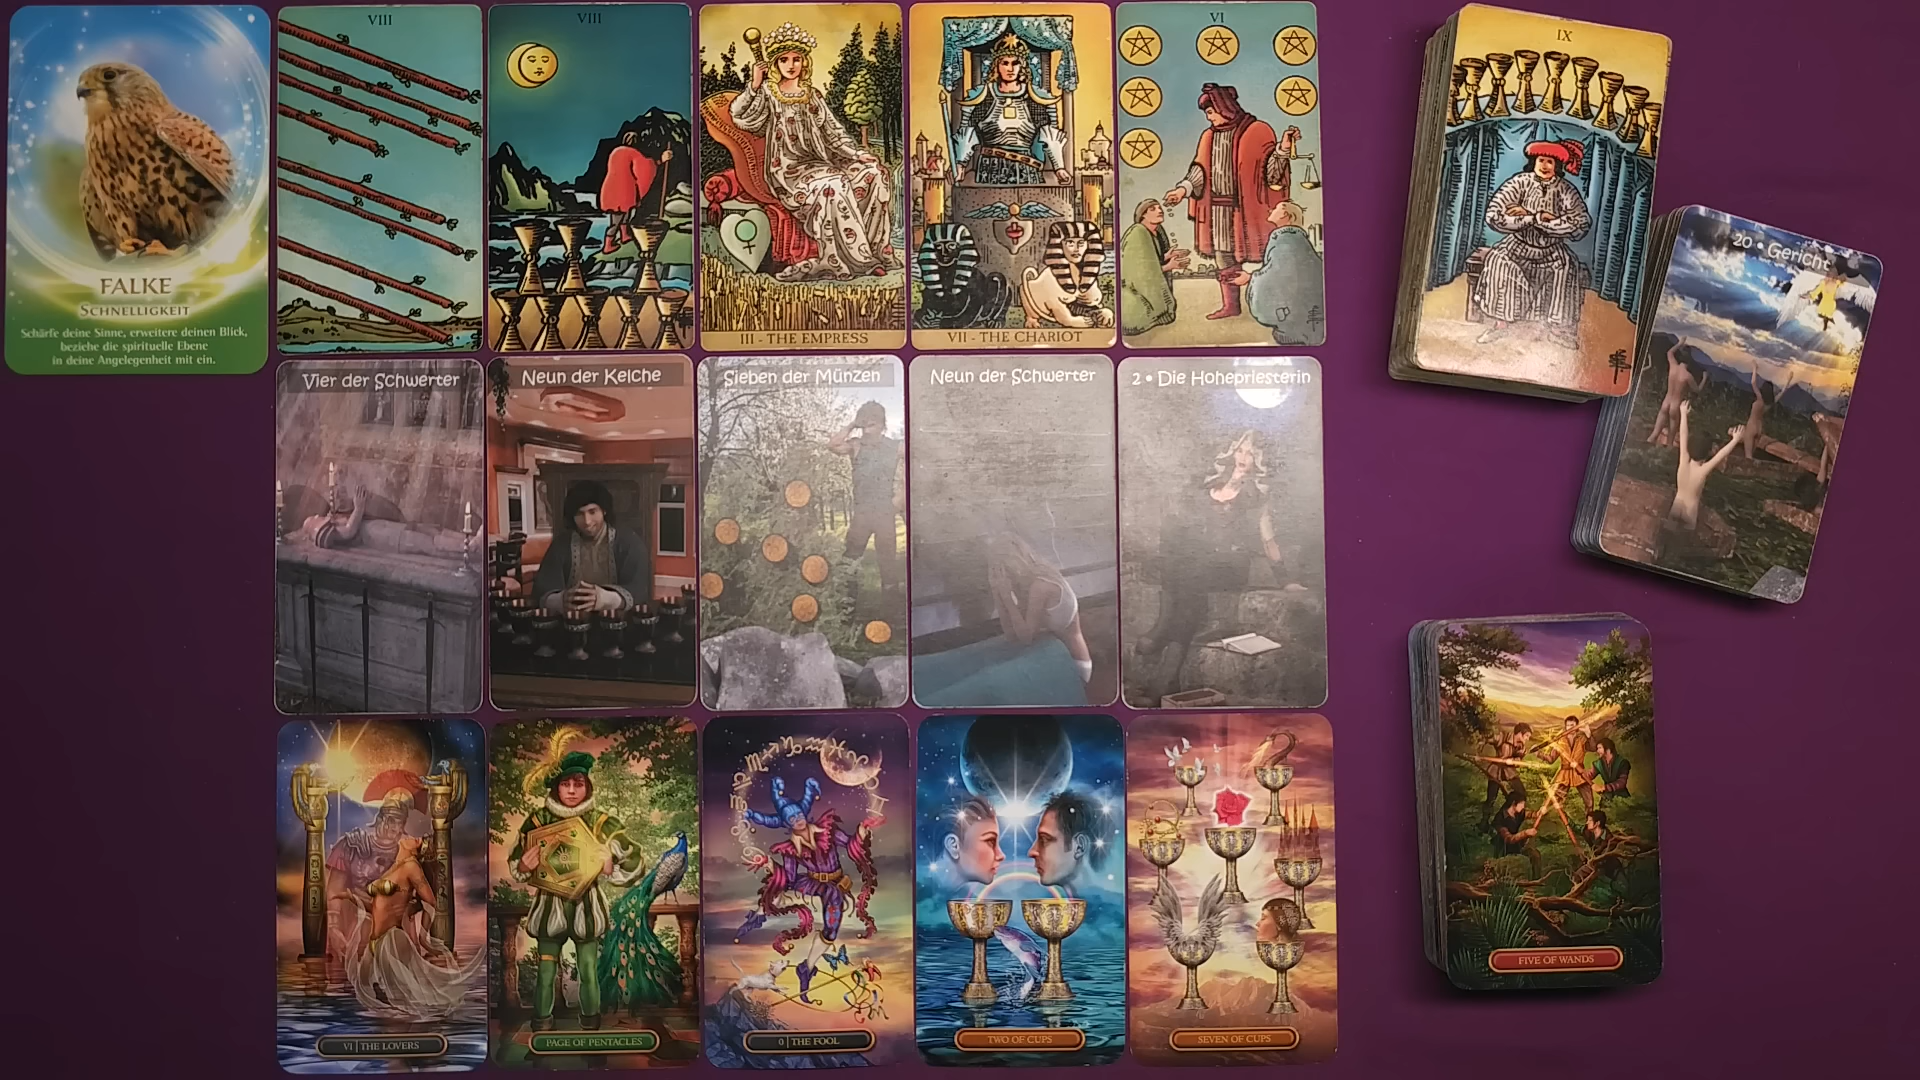 FALKE
SCHNELLIGKEIT
Schärfe deine Sinne, erweitere deinen Blick,
beziehe die spirituelle Ebene
in deine Angelegenheit mit ein.
VIII
VIII
III - THE EMPRESS
VII - THE CHARIOT
VI
IX
20 • Gericht
Vier der Schwerter
Neun der Kelche
Sieben der Münzen
Neun der Schwerter
2 • Die Hohepriesterin
VI | THE LOVERS
PAGE OF PENTACLES
0 | THE FOOL
TWO OF CUPS
SEVEN OF CUPS
FIVE OF WANDS